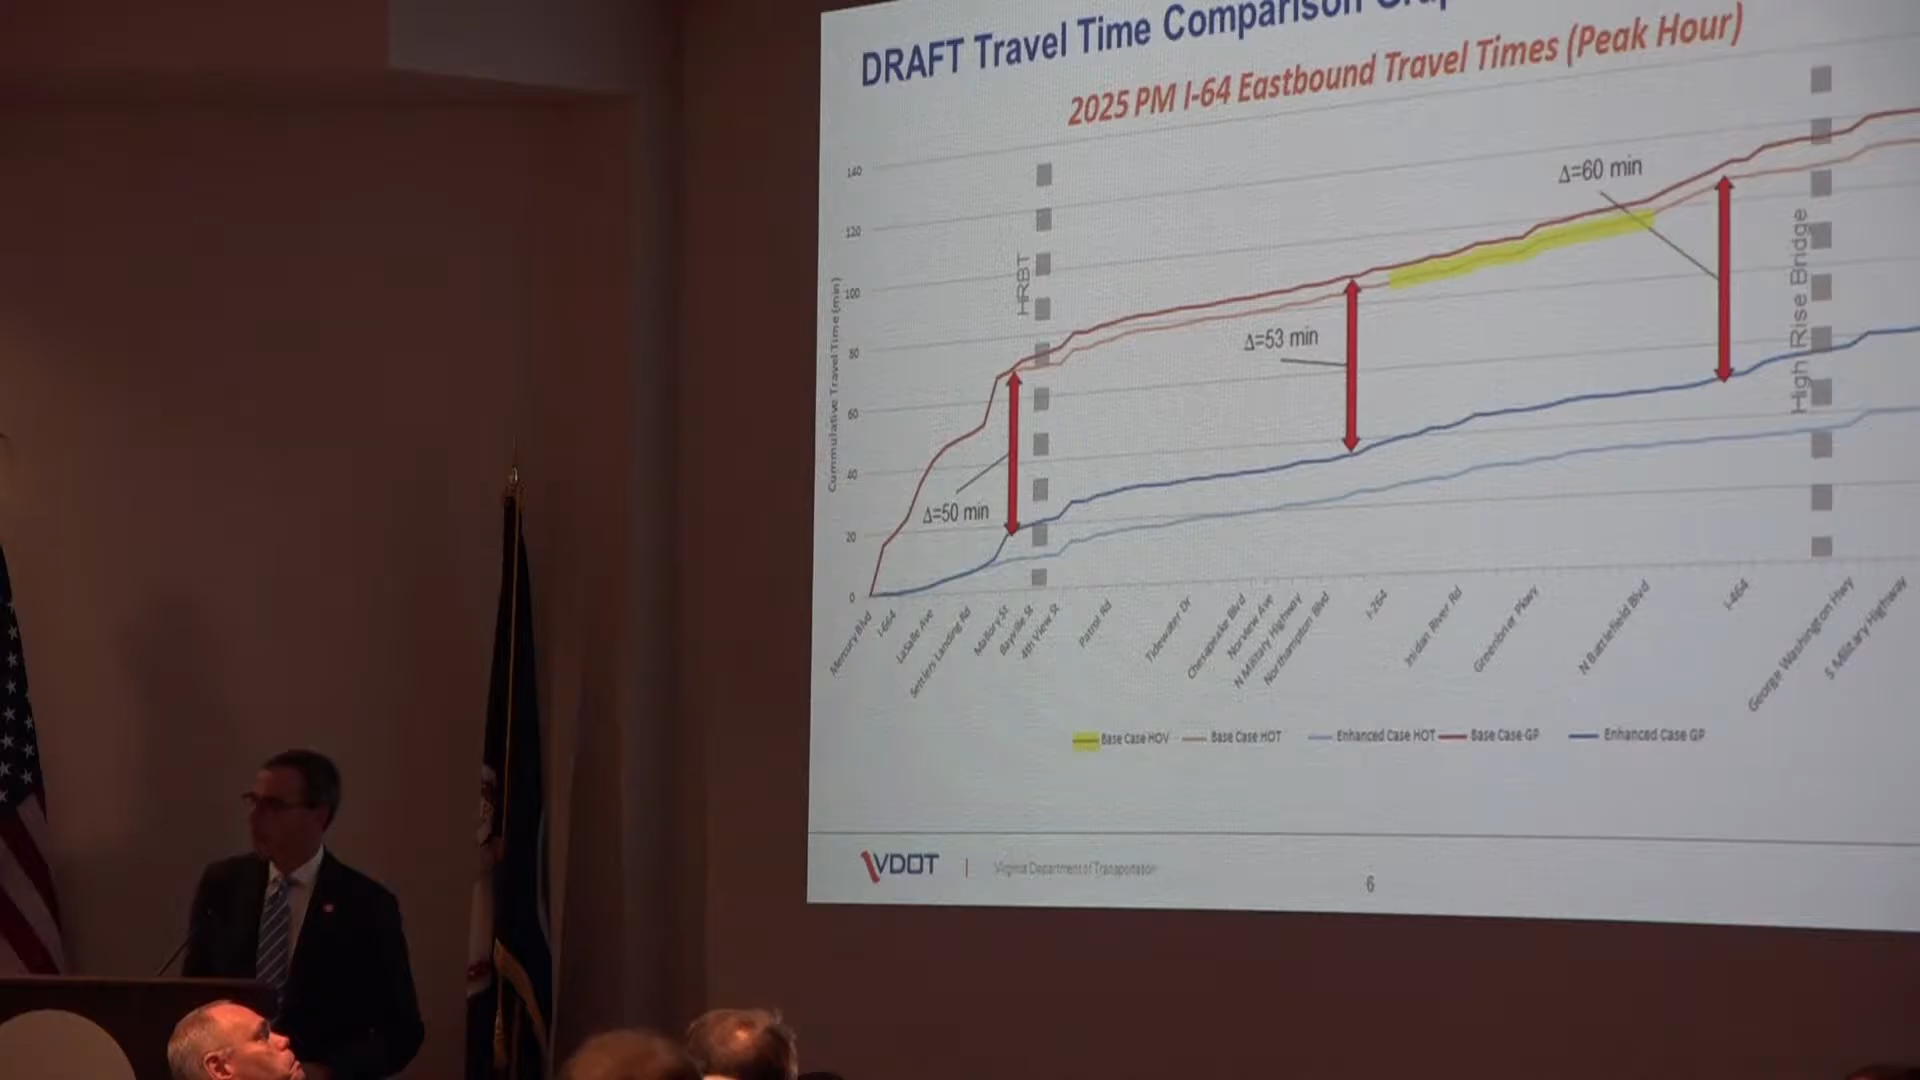 DRAFT Travel Time Comparison
2025 PM I-64 Eastbound Travel Times (Peak Hour)
Cummulative Travel Time (min)
140
120
100
80
60
40
20
0
HRBT
High Rise Bridge
Δ=50 min
Δ=53 min
Δ=60 min
Mercury Blvd
I-664
LaSalle Ave
Settlers Landing Rd
Mallory St
Bayville St
4th View St
Patrol Rd
Tidewater Dr
Chesapeake Blvd
Norview Ave
N Military Highway
Northampton Blvd
I-264
Indian River Rd
Greenbrier Pkwy
N Battlefield Blvd
I-464
George Washington Hwy
S Military Highway
Base Case HOV Base Case HOT Enhanced Case HOT Base Case GP Enhanced Case GP
VDOT | Virginia Department of Transportation
6